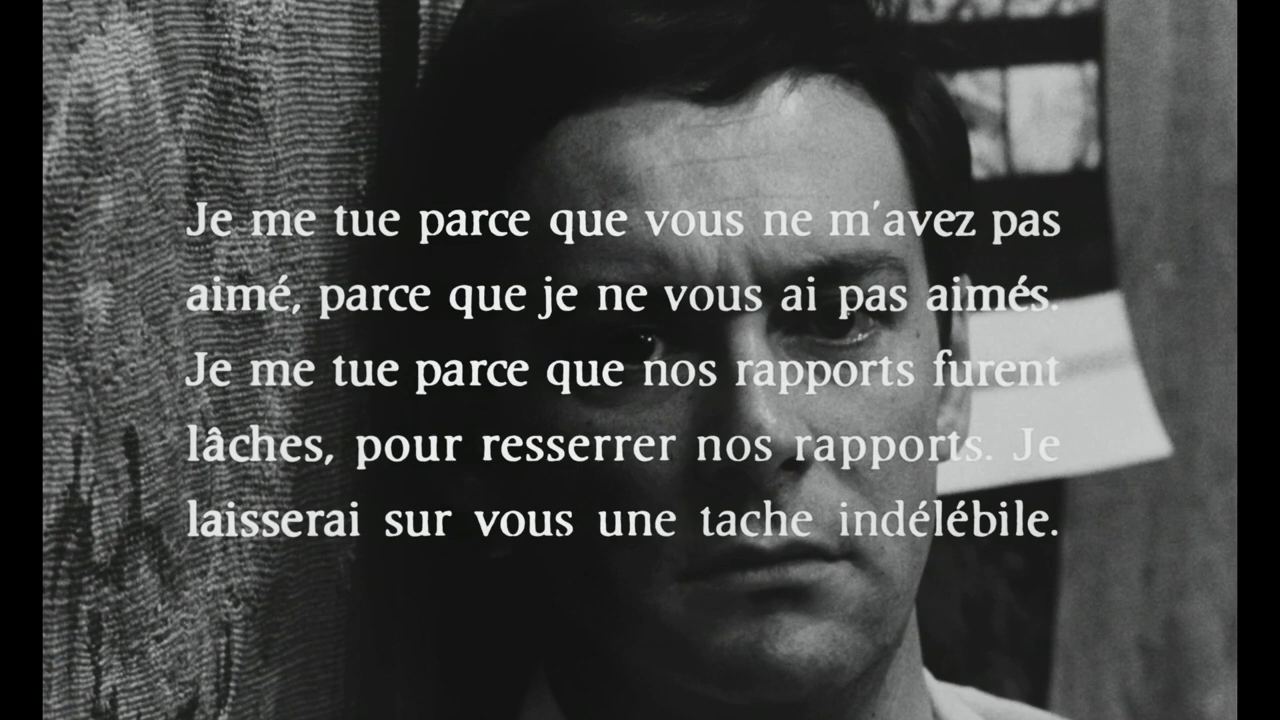 Je me tue parce que vous ne m'avez pas
aimé, parce que je ne vous ai pas aimés.
Je me tue parce que nos rapports furent
lâches, pour resserrer nos rapports. Je
laisserai sur vous une tache indélébile.